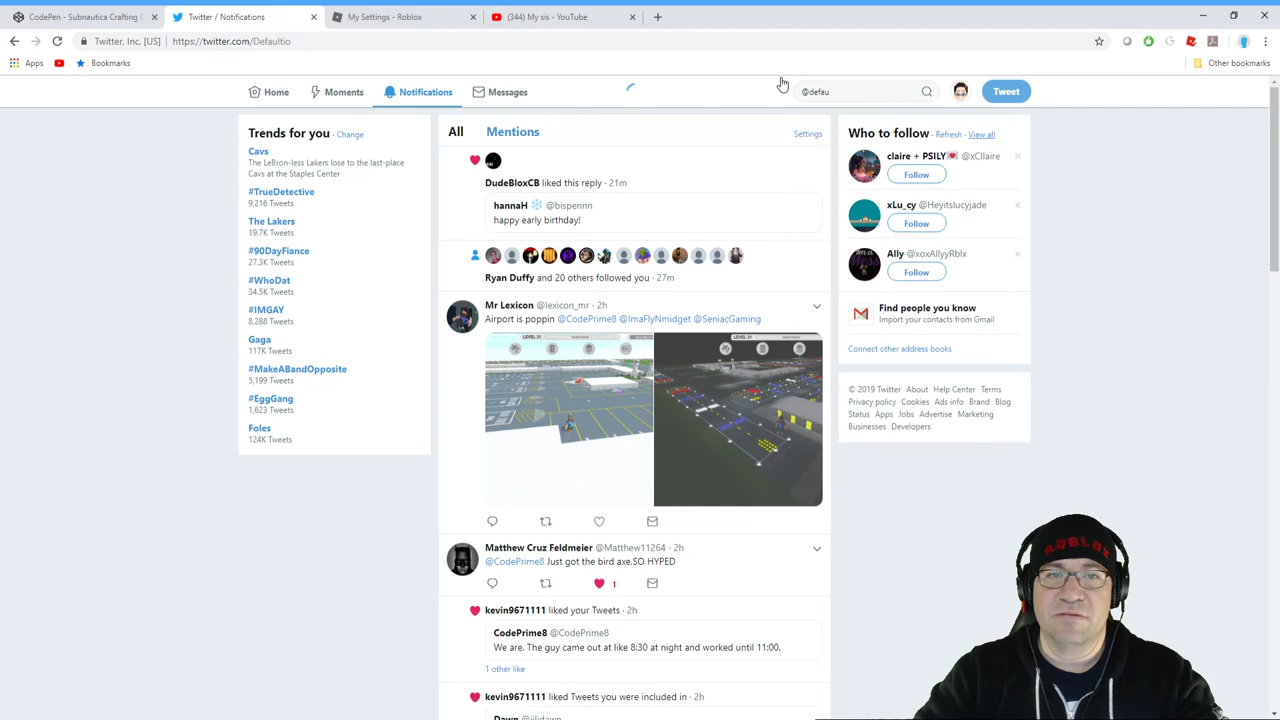 CodePen - Subnautica Crafting C
Twitter / Notifications
My Settings - Roblox
(344) My sis - YouTube
Twitter, Inc. [US] | https://twitter.com/Defaultio
Apps
Bookmarks
Other bookmarks
Home
Moments
Notifications
Messages
@defau
Tweet
Trends for you · Change
Cavs
The LeBron-less Lakers lose to the last-place
Cavs at the Staples Center
#TrueDetective
9,216 Tweets
The Lakers
19.7K Tweets
#90DayFiance
27.3K Tweets
#WhoDat
34.5K Tweets
#IMGAY
8,288 Tweets
Gaga
117K Tweets
#MakeABandOpposite
5,199 Tweets
#EggGang
1,623 Tweets
Foles
124K Tweets
All
Mentions
Settings
DudeBloxCB liked this reply · 21m
hannaH @bispennn
happy early birthday!
Ryan Duffy and 20 others followed you · 27m
Mr Lexicon @lexicon_mr · 2h
Airport is poppin @CodePrime8 @ImaFlyNmidget @SeniacGaming
LEVEL 31
LEVEL 31
Matthew Cruz Feldmeier @Matthew11264 · 2h
@CodePrime8 Just got the bird axe,SO HYPED
1
kevin9671111 liked your Tweets · 2h
CodePrime8 @CodePrime8
We are. The guy came out at like 8:30 at night and worked until 11:00.
1 other like
kevin9671111 liked Tweets you were included in · 2h
Dawn @jilidawn
Who to follow · Refresh · View all
claire + PSILY @xCllaire
Follow
xLu_cy @Heyitslucyjade
Follow
Ally @xoxAllyyRblx
Follow
Find people you know
Import your contacts from Gmail
Connect other address books
© 2019 Twitter About Help Center Terms
Privacy policy Cookies Ads info Brand Blog
Status Apps Jobs Advertise Marketing
Businesses Developers
ROBLOX